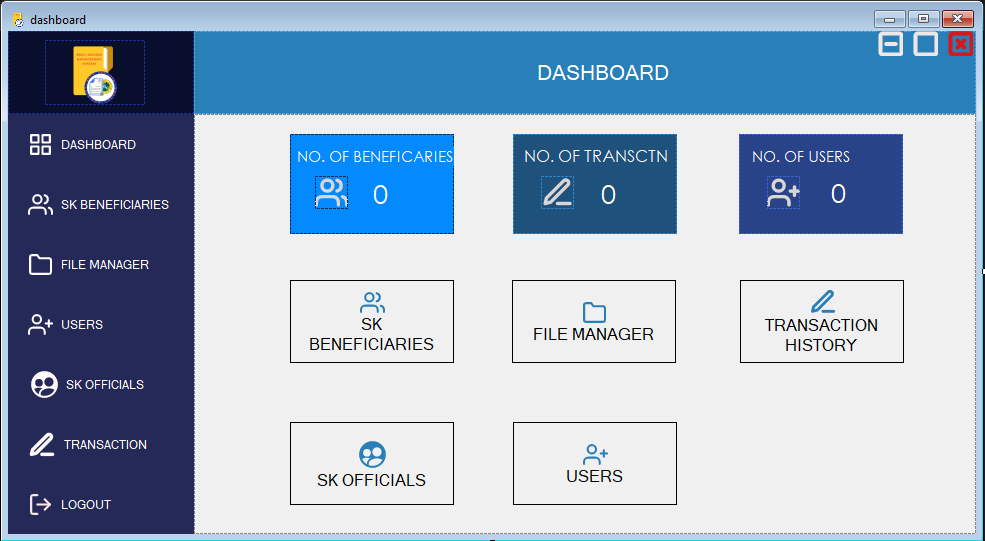 dashboard
DASHBOARD
DASHBOARD
SK BENEFICIARIES
FILE MANAGER
USERS
SK OFFICIALS
TRANSACTION
LOGOUT
NO. OF BENEFICARIES
0
NO. OF TRANSCTN
0
NO. OF USERS
0
SK
BENEFICIARIES
FILE MANAGER
TRANSACTION
HISTORY
SK OFFICIALS
USERS